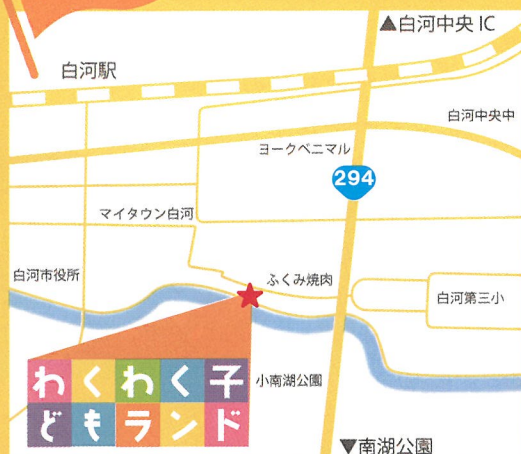 ▲白河中央 IC
白河駅
白河中央中
ヨークベニマル
294
マイタウン白河
白河市役所
ふくみ焼肉
白河第三小
小南湖公園
わくわく子
どもランド
▼南湖公園